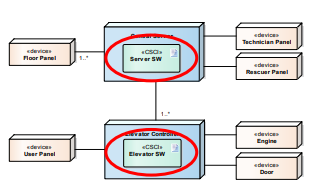 «device»
Floor Panel
1..*
«CSCI»
Server SW
«device»
Technician Panel
«device»
Rescuer Panel
1..*
«device»
User Panel
Elevator Controller
«CSCI»
Elevator SW
«device»
Engine
«device»
Door